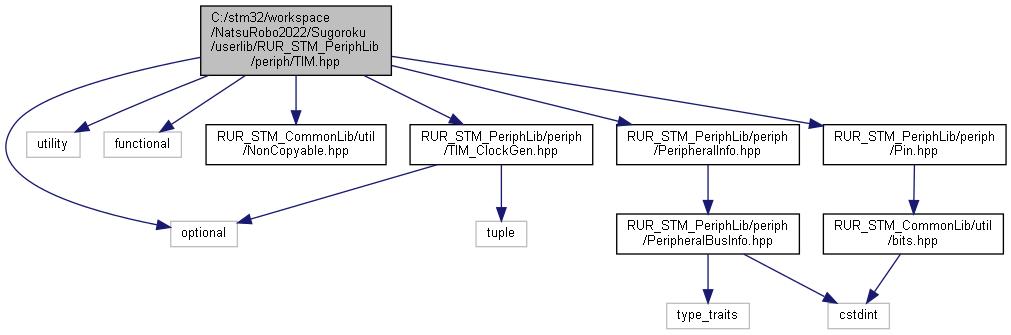 C:/stm32/workspace
/NatsuRobo2022/Sugoroku
/userlib/RUR_STM_PeriphLib
/periph/TIM.hpp
utility
functional
RUR_STM_CommonLib/util
/NonCopyable.hpp
RUR_STM_PeriphLib/periph
/TIM_ClockGen.hpp
RUR_STM_PeriphLib/periph
/PeripheralInfo.hpp
RUR_STM_PeriphLib/periph
/Pin.hpp
optional
tuple
RUR_STM_PeriphLib/periph
/PeripheralBusInfo.hpp
RUR_STM_CommonLib/util
/bits.hpp
type_traits
cstdint